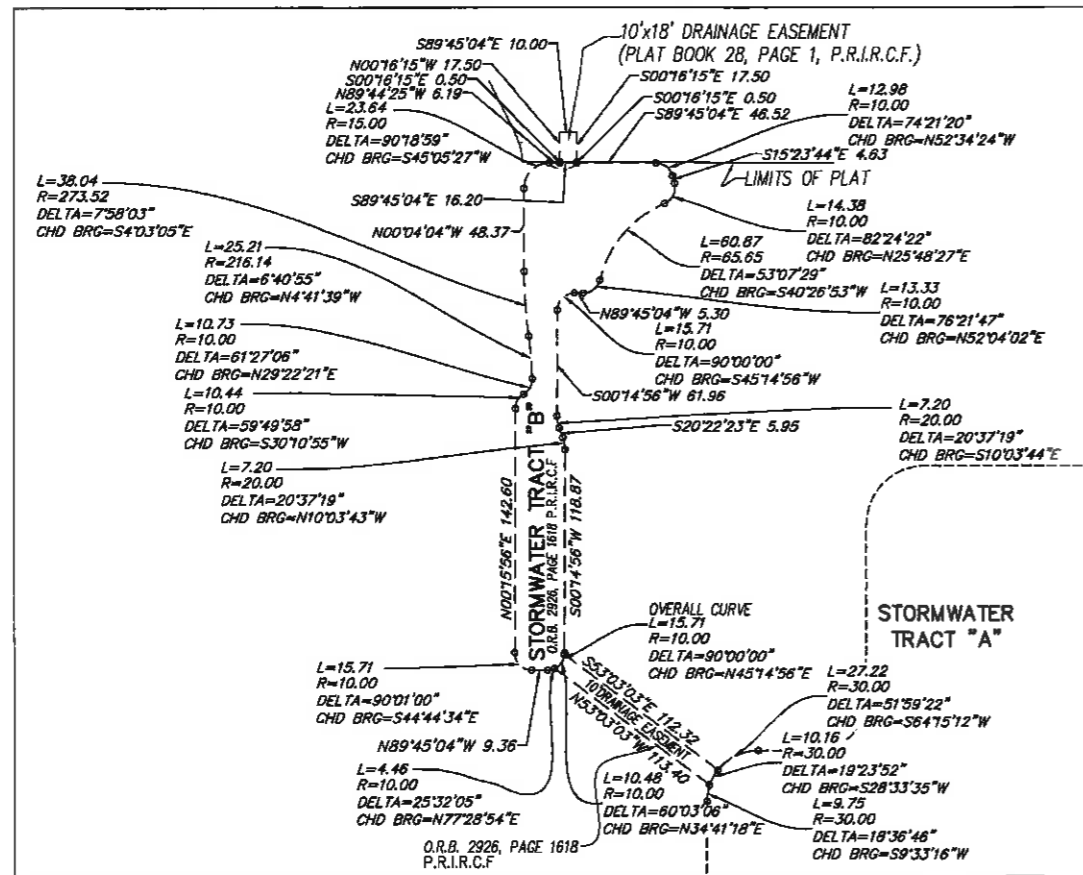 10'x18' DRAINAGE EASEMENT
(PLAT BOOK 28, PAGE 1, P.R.I.R.C.F.)
S89°45'04"E 10.00
N00°16'15"W 17.50
S00°16'15"E 0.50
N89°44'25"W 6.19
L=23.64
R=15.00
DELTA=90°18'59"
CHD BRG=S45°05'27"W
S00°16'15"E 17.50
S00°16'15"E 0.50
S89°45'04"E 46.52
L=12.98
R=10.00
DELTA=74°21'20"
CHD BRG=N52°34'24"W
S15°23'44"E 4.63
LIMITS OF PLAT
L=38.04
R=273.52
DELTA=7°58'03"
CHD BRG=S4°03'05"E
S89°45'04"E 16.20
N00°04'04"W 48.37
L=14.38
R=10.00
DELTA=82°24'22"
CHD BRG=N25°48'27"E
L=25.21
R=216.14
DELTA=6°40'55"
CHD BRG=N4°41'39"W
L=60.87
R=65.65
DELTA=53°07'29"
CHD BRG=S40°26'53"W
L=13.33
R=10.00
DELTA=76°21'47"
CHD BRG=N52°04'02"E
N89°45'04"W 5.30
L=15.71
R=10.00
DELTA=90°00'00"
CHD BRG=S45°14'56"W
L=10.73
R=10.00
DELTA=61°27'06"
CHD BRG=N29°22'21"E
S00°14'56"W 61.96
L=10.44
R=10.00
DELTA=59°49'58"
CHD BRG=S30°10'55"W
S20°22'23"E 5.95
L=7.20
R=20.00
DELTA=20°37'19"
CHD BRG=S10°03'44"E
L=7.20
R=20.00
DELTA=20°37'19"
CHD BRG=N10°03'43"W
N00°15'56"E 142.60
STORMWATER TRACT "B"
O.R.B. 2926, PAGE 1618 P.R.I.R.C.F
S00°14'56"W 118.87
OVERALL CURVE
L=15.71
R=10.00
DELTA=90°00'00"
CHD BRG=N45°14'56"E
STORMWATER
TRACT "A"
L=15.71
R=10.00
DELTA=90°01'00"
CHD BRG=S44°44'34"E
S53°03'03"E 112.32
10' DRAINAGE EASEMENT
N53°03'03"W 113.40
L=27.22
R=30.00
DELTA=51°59'22"
CHD BRG=S64°15'12"W
N89°45'04"W 9.36
L=4.46
R=10.00
DELTA=25°32'05"
CHD BRG=N77°28'54"E
L=10.48
R=10.00
DELTA=60°03'06"
CHD BRG=N34°41'18"E
L=10.16
R=30.00
DELTA=19°23'52"
CHD BRG=S28°33'35"W
L=9.75
R=30.00
DELTA=18°36'46"
CHD BRG=S9°33'16"W
O.R.B. 2926, PAGE 1618
P.R.I.R.C.F